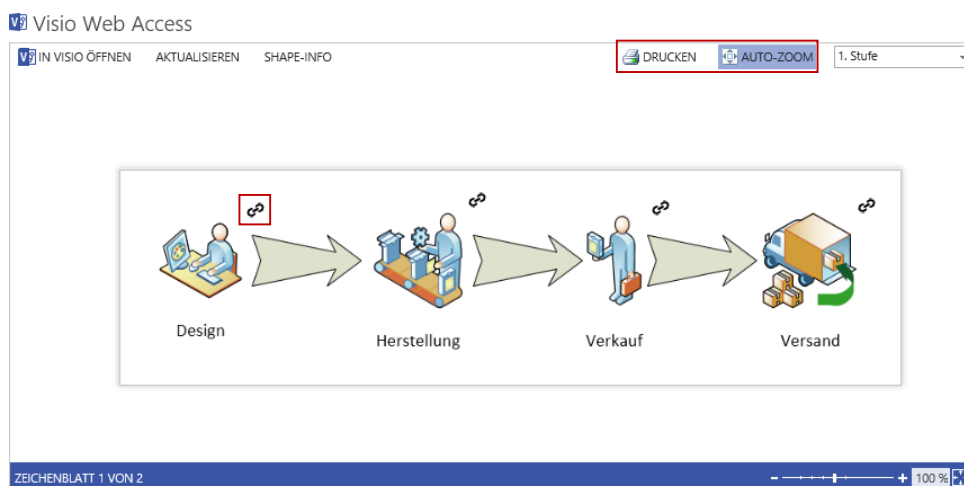 Visio Web Access
IN VISIO ÖFFNEN AKTUALISIEREN SHAPE-INFO DRUCKEN AUTO-ZOOM 1. Stufe
Design Herstellung Verkauf Versand
ZEICHENBLATT 1 VON 2 - + 100 %